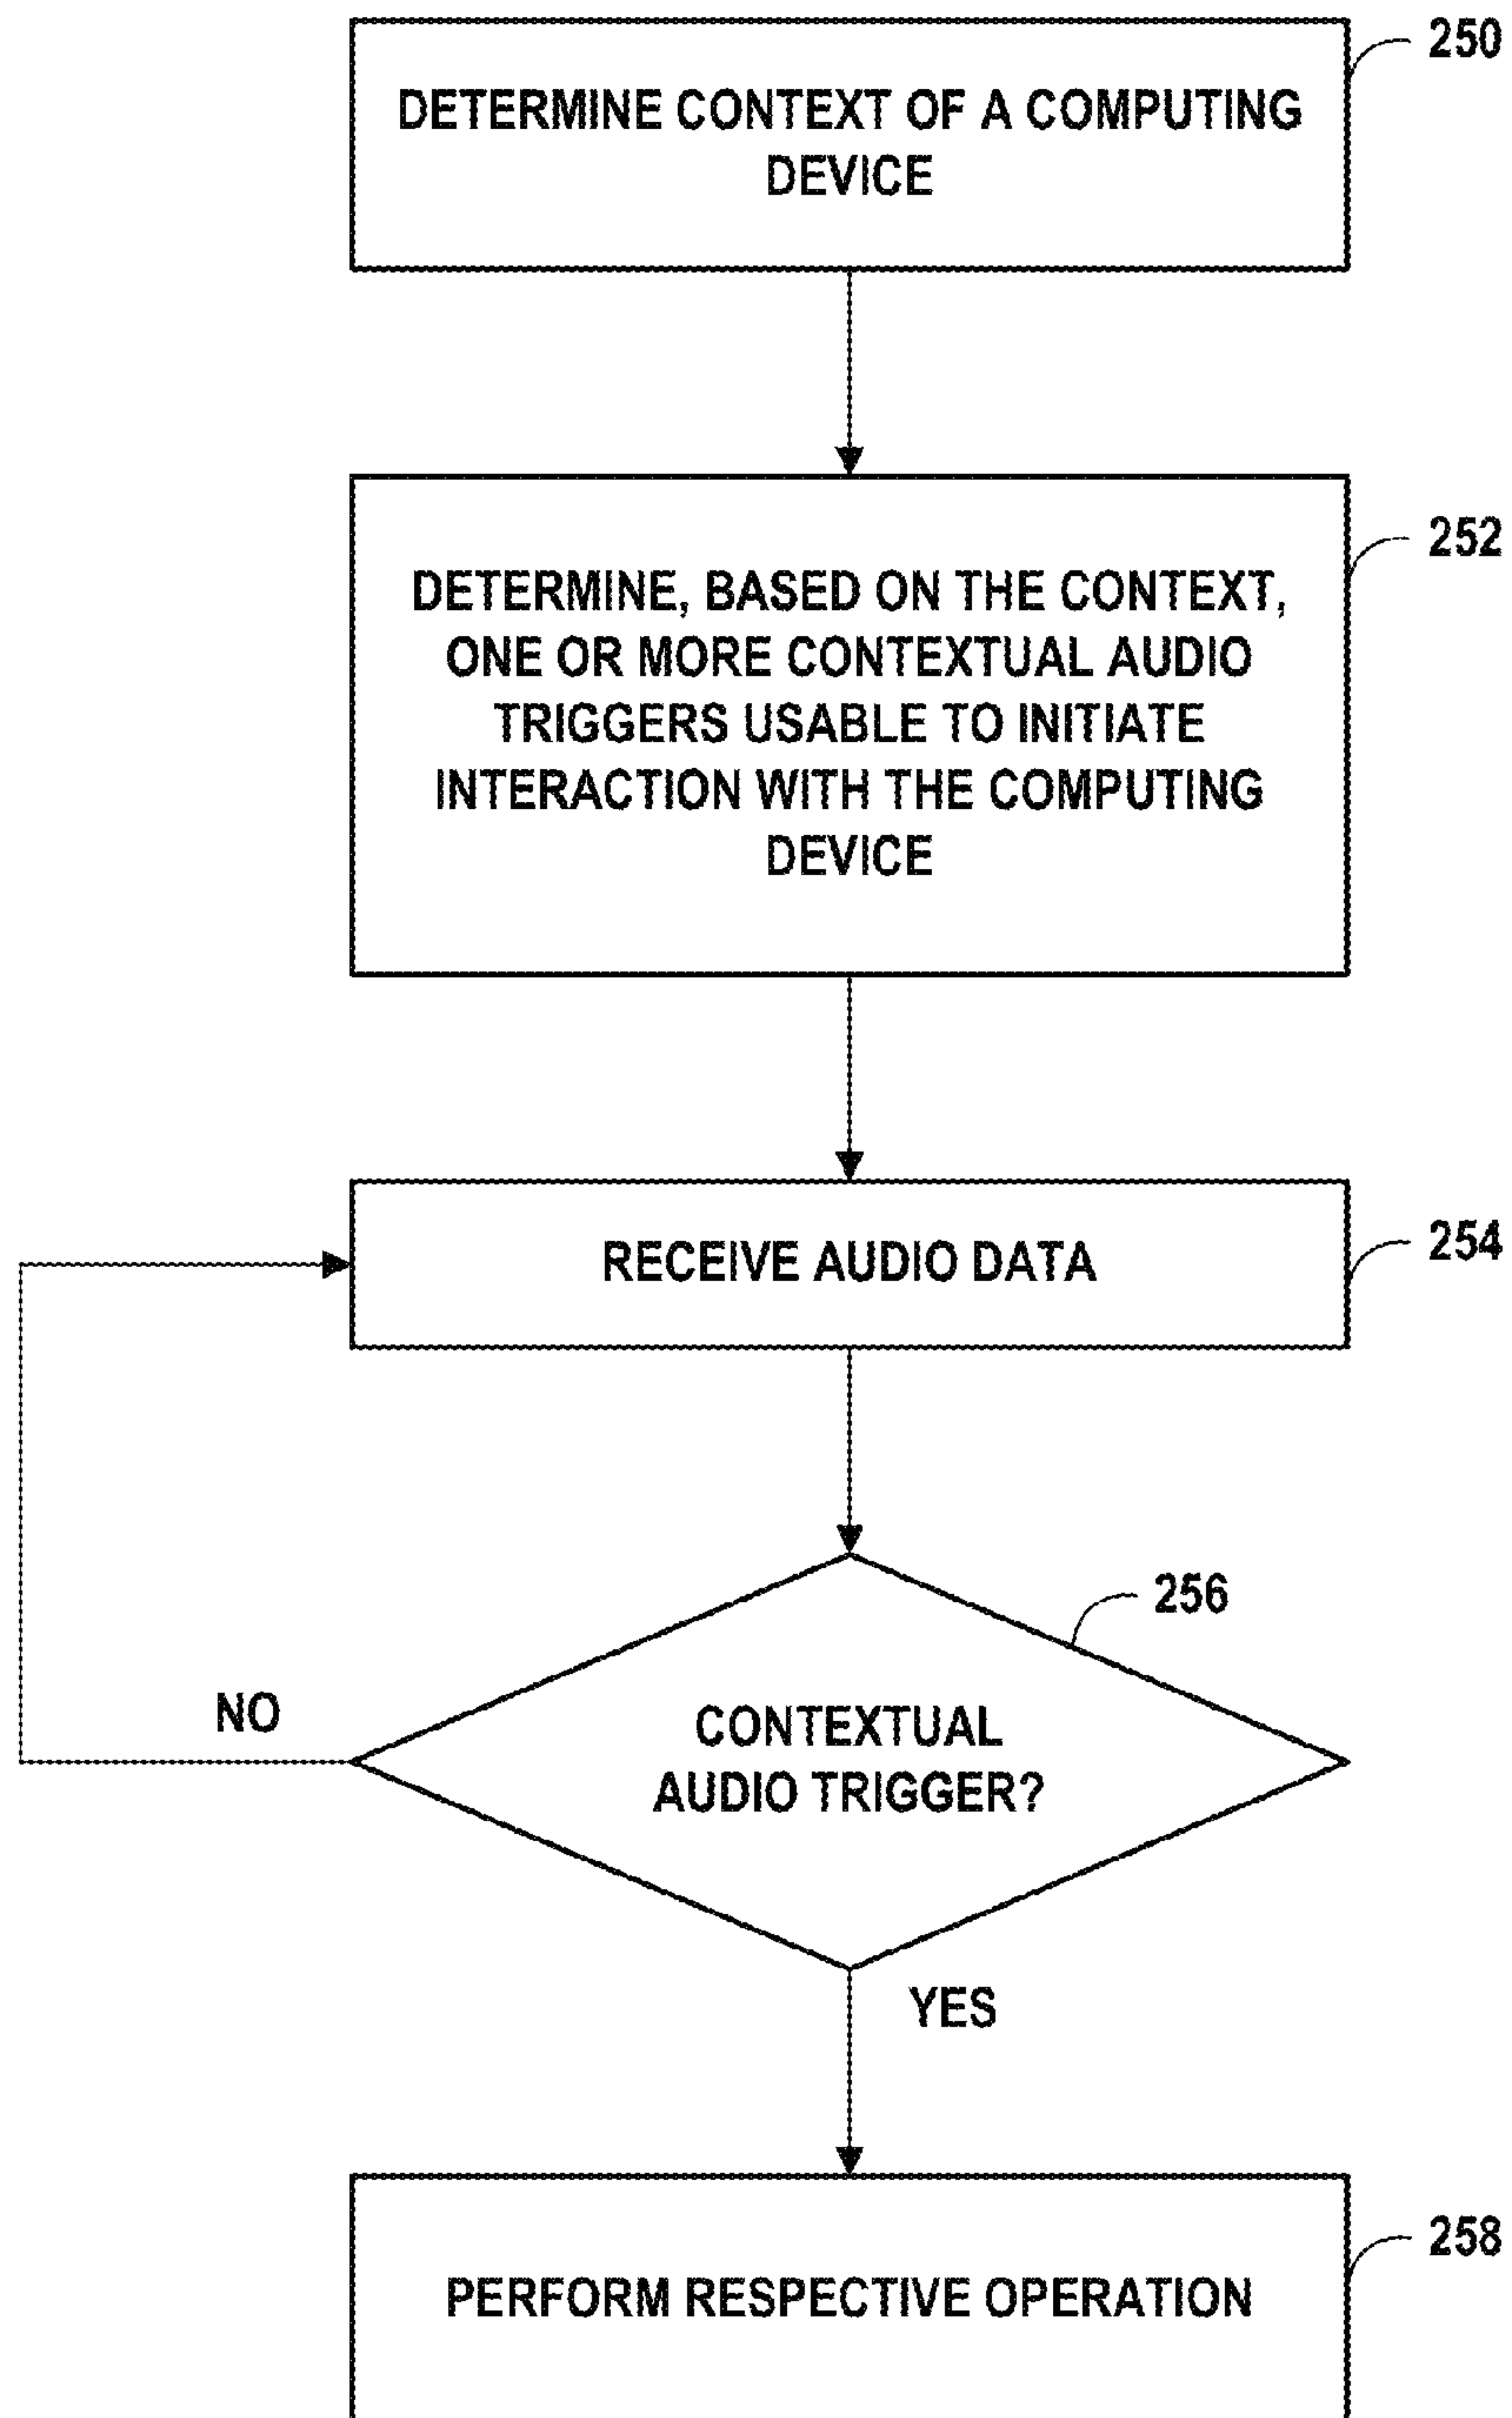 250
DETERMINE CONTEXT OF A COMPUTING
DEVICE
252
DETERMINE, BASED ON THE CONTEXT,
ONE OR MORE CONTEXTUAL AUDIO
TRIGGERS USABLE TO INITIATE
INTERACTION WITH THE COMPUTING
DEVICE
254
RECEIVE AUDIO DATA
256
NO
CONTEXTUAL
AUDIO TRIGGER?
YES
258
PERFORM RESPECTIVE OPERATION